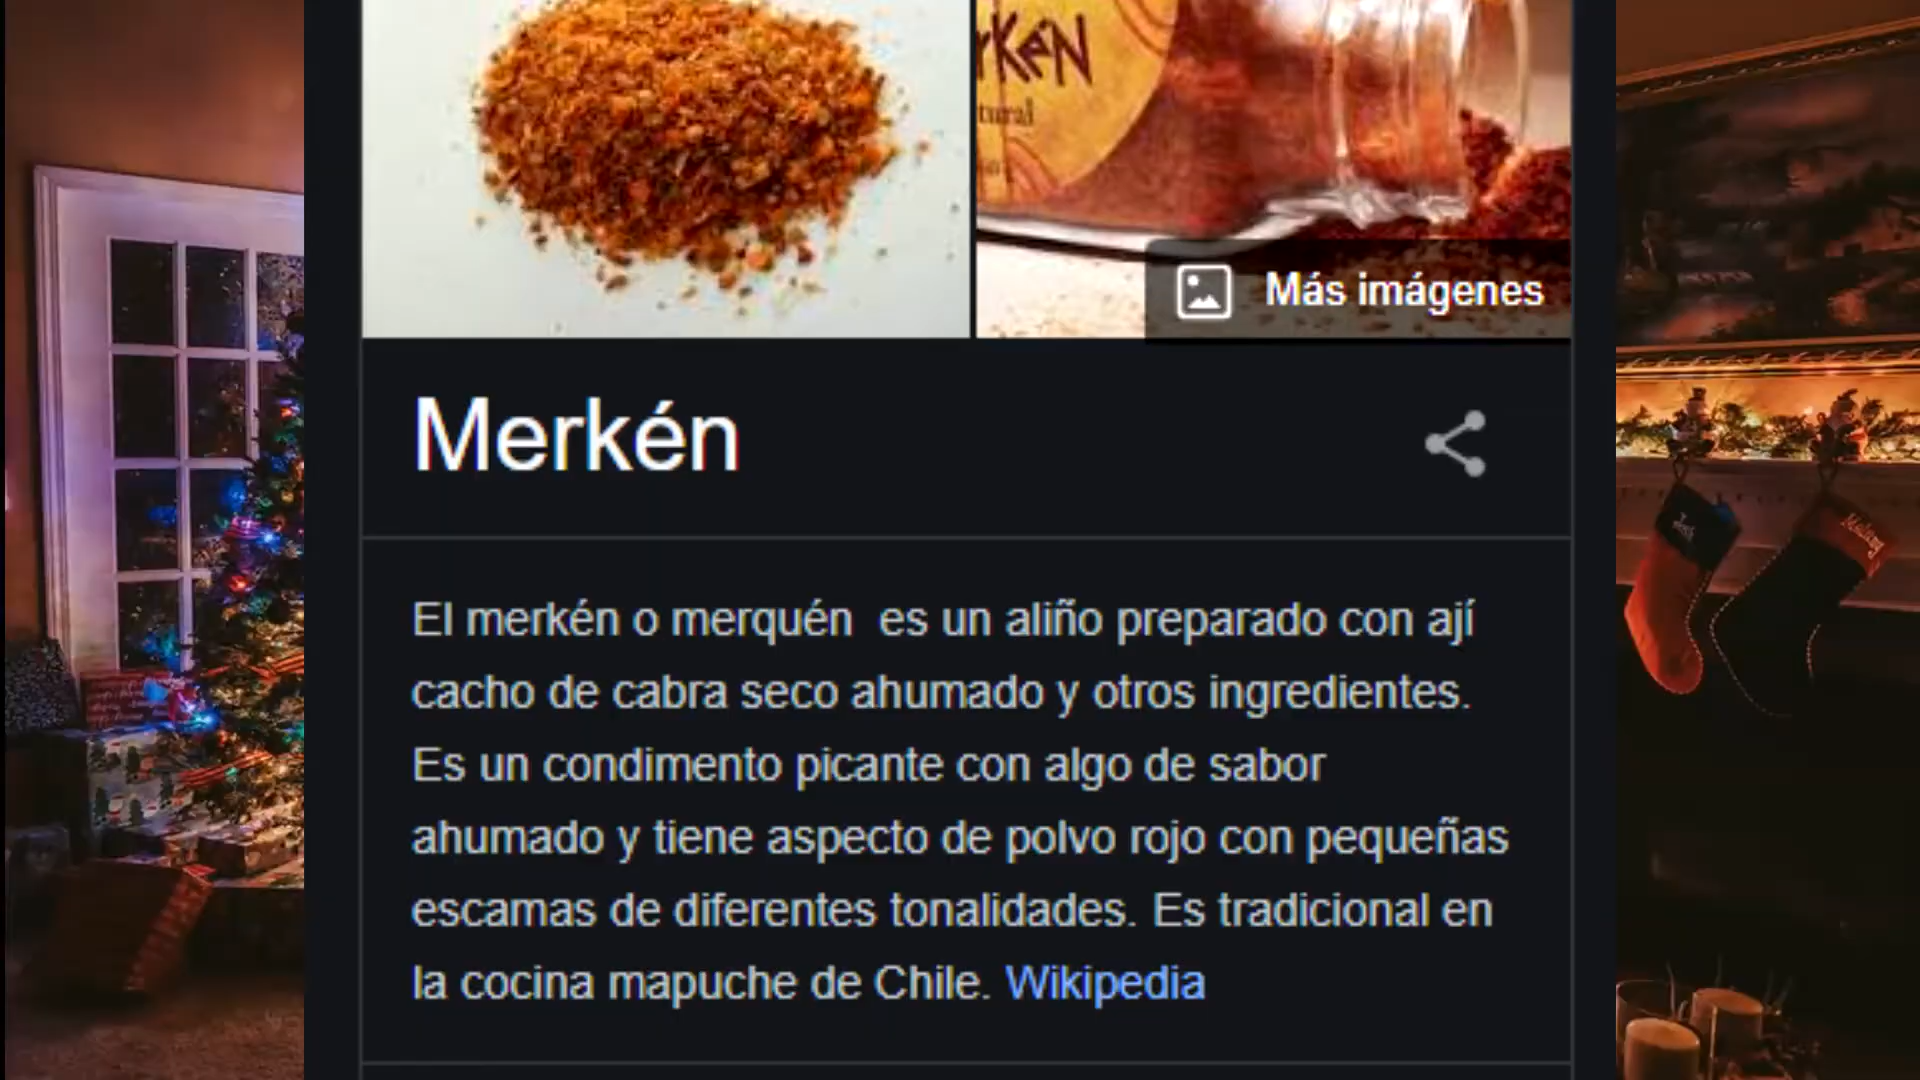 rKéN
tural
Más imágenes
Merkén
El merkén o merquén es un aliño preparado con ají
cacho de cabra seco ahumado y otros ingredientes.
Es un condimento picante con algo de sabor
ahumado y tiene aspecto de polvo rojo con pequeñas
escamas de diferentes tonalidades. Es tradicional en
la cocina mapuche de Chile. Wikipedia